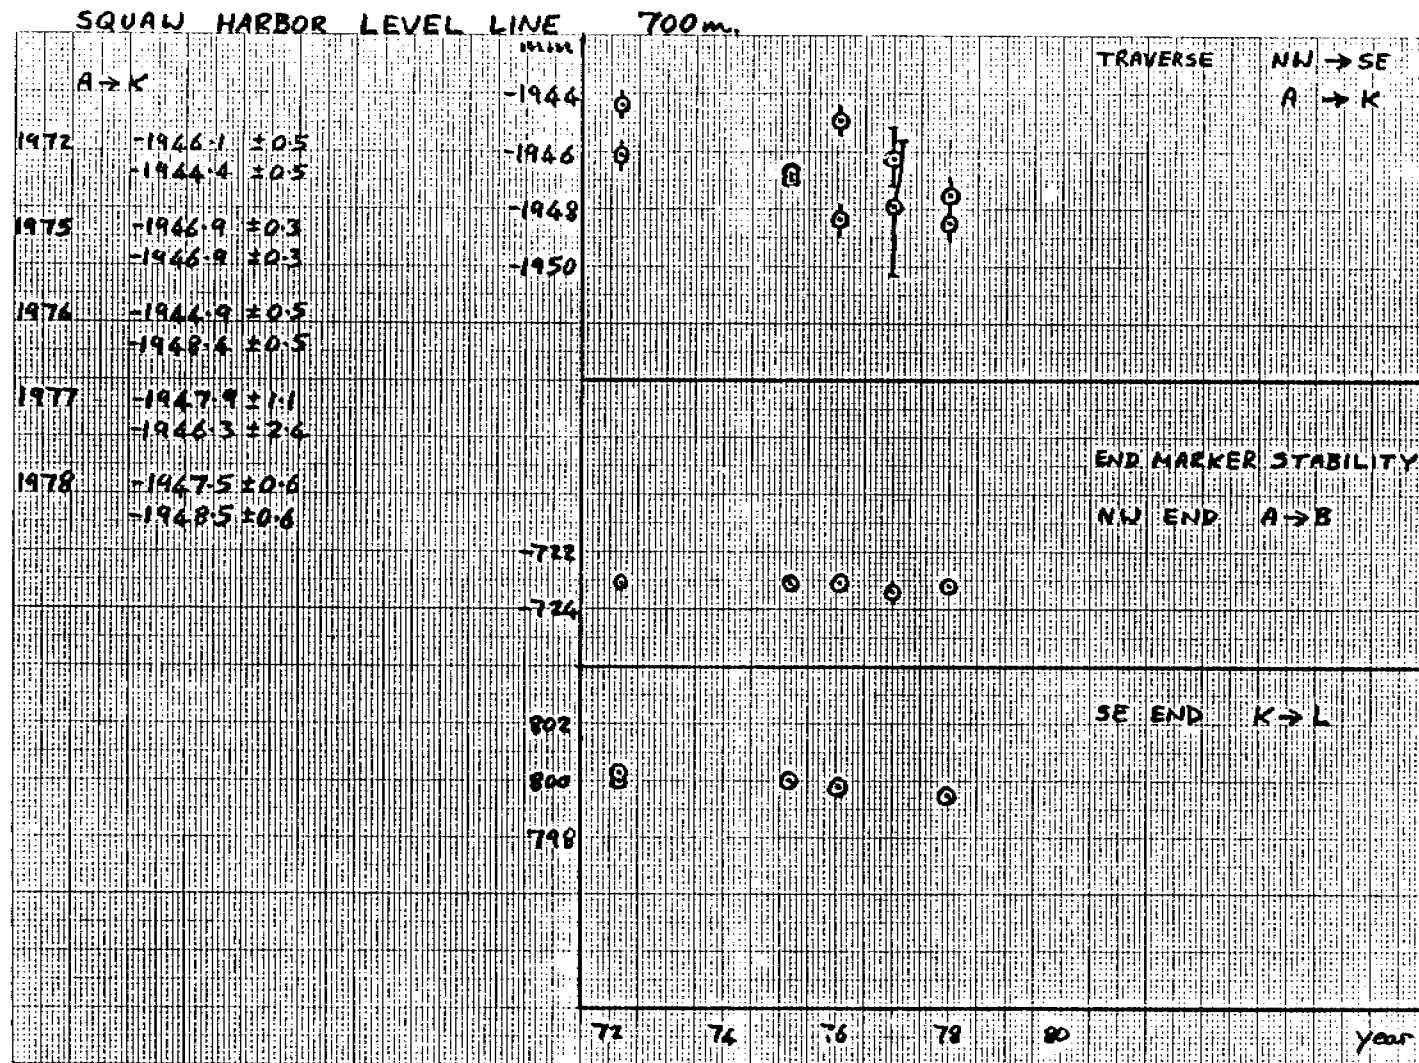 SQUAW HARBOR LEVEL LINE 700m.
A→K
1972 -1946.1 ±0.5
-1944.4 ±0.5
1975 -1946.9 ±0.3
-1946.9 ±0.3
1976 -1944.9 ±0.5
-1948.4 ±0.5
1977 -1947.9 ±1.1
-1946.3 ±2.4
1978 -1947.5 ±0.6
-1948.5 ±0.6
-1944
-1946
-1948
-1950
TRAVERSE NW → SE
A → K
-722
-724
END MARKER STABILITY
NW END A→B
802
800
798
SE END K→L
72 74 76 78 80 year